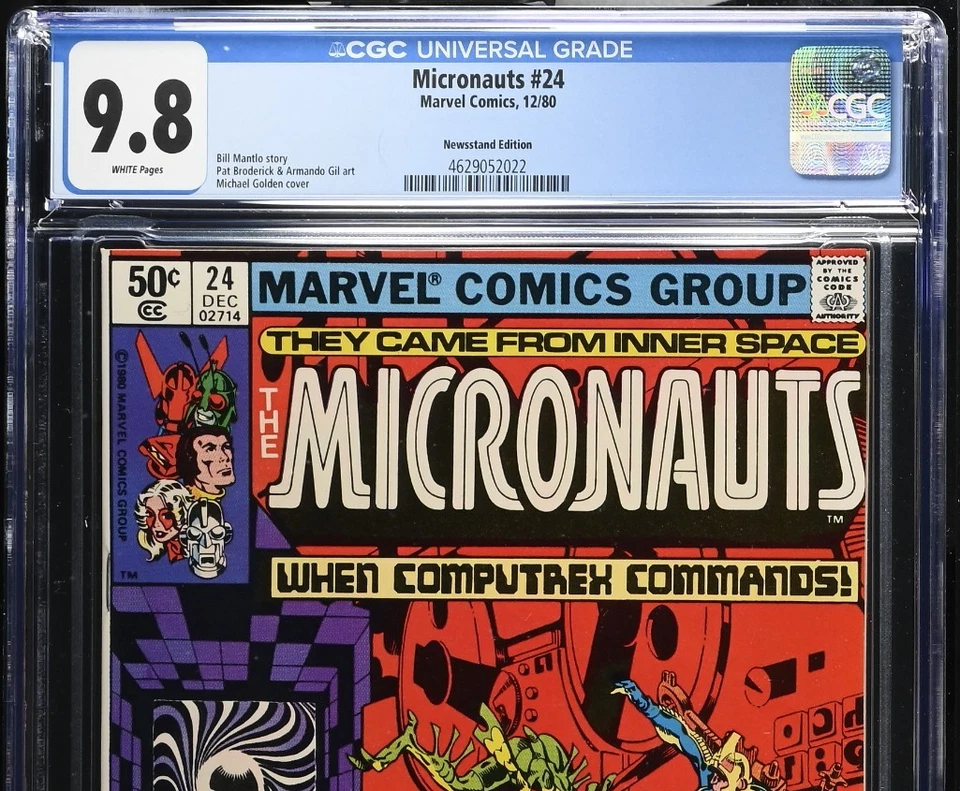 CGC UNIVERSAL GRADE
9.8
WHITE Pages
Micronauts #24
Marvel Comics, 12/80
Newsstand Edition
Bill Mantlo story
Pat Broderick & Armando Gil art
Michael Golden cover
4629052022
CGC
50¢
CC
24
DEC
02714
MARVEL® COMICS GROUP
APPROVED
BY THE
COMICS
CODE
CA
AUTHORITY
©1980 MARVEL COMICS GROUP
TM
THEY CAME FROM INNER SPACE
THE
MICRONAUTS
TM
WHEN COMPUTREX COMMANDS!